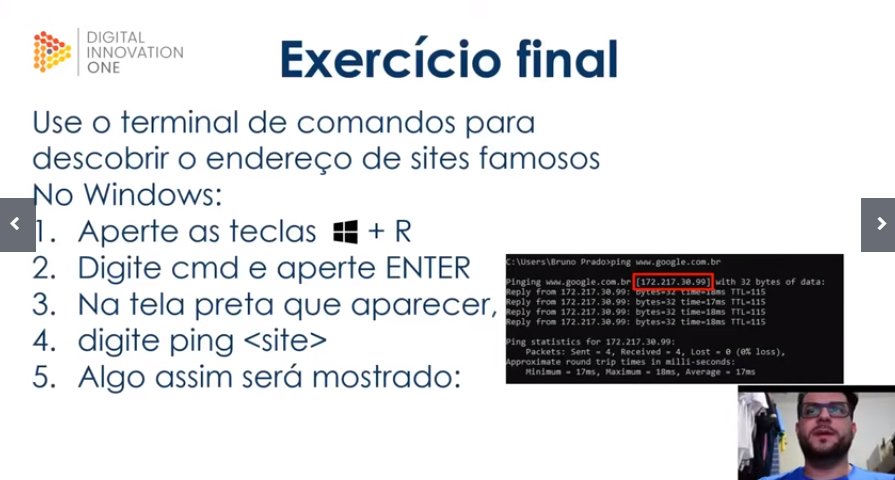 DIGITAL
INNOVATION
ONE
Exercício final
Use o terminal de comandos para
descobrir o endereço de sites famosos
No Windows:
1. Aperte as teclas + R
2. Digite cmd e aperte ENTER
3. Na tela preta que aparecer,
4. digite ping <site>
5. Algo assim será mostrado:
C:\Users\Bruno Prado>ping www.google.com.br
Pinging www.google.com.br [172.217.30.99] with 32 bytes of data:
Reply from 172.217.30.99: bytes=32 time=18ms TTL=115
Reply from 172.217.30.99: bytes=32 time=17ms TTL=115
Reply from 172.217.30.99: bytes=32 time=18ms TTL=115
Reply from 172.217.30.99: bytes=32 time=18ms TTL=115
Ping statistics for 172.217.30.99:
Packets: Sent = 4, Received = 4, Lost = 0 (0% loss),
Approximate round trip times in milli-seconds:
Minimum = 17ms, Maximum = 18ms, Average = 17ms